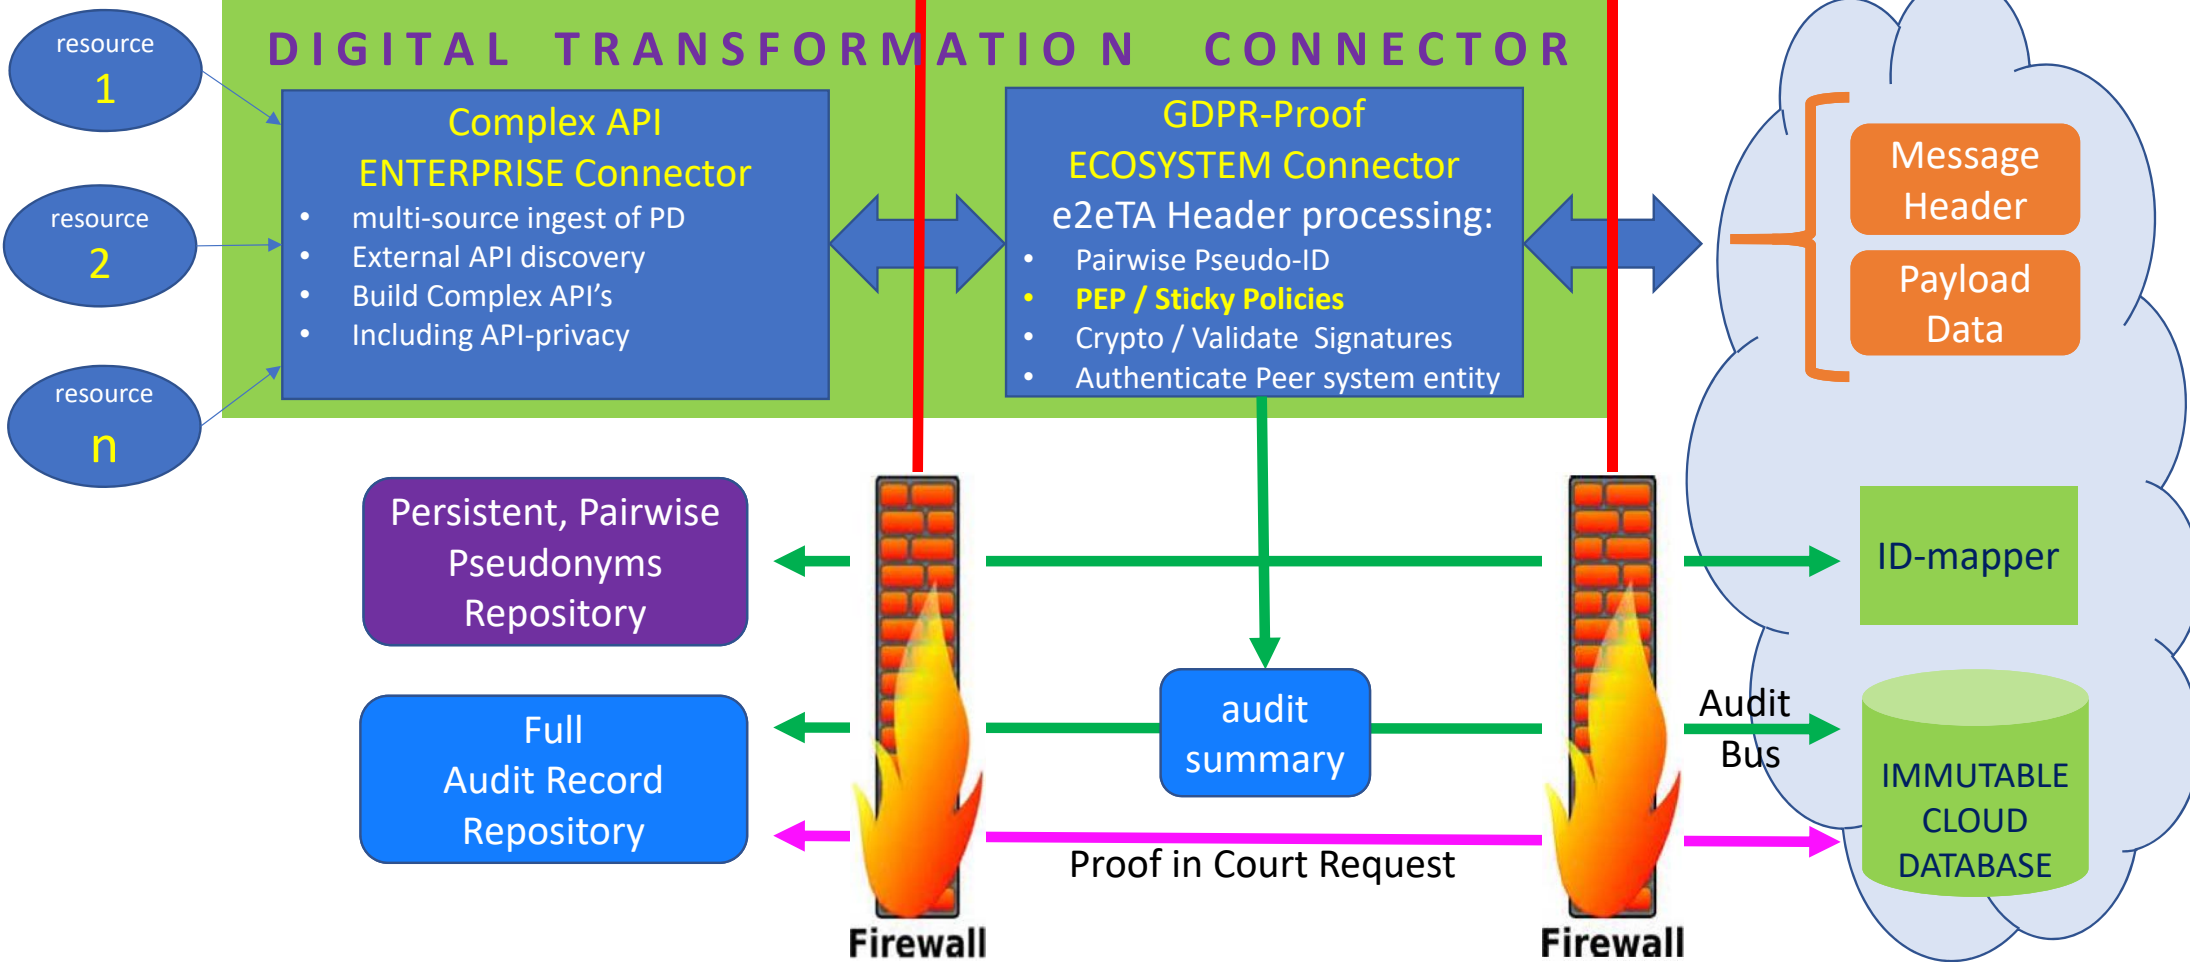 DIGITAL TRANSFORMATIO N CONNECTOR
resource
1
resource
2
resource
n
Complex API
ENTERPRISE Connector
• multi-source ingest of PD
• External API discovery
• Build Complex API's
• Including API-privacy
GDPR-Proof
ECOSYSTEM Connector
e2eTA Header processing:
• Pairwise Pseudo-ID
• PEP / Sticky Policies
• Crypto / Validate Signatures
• Authenticate Peer system entity
Message
Header
Payload
Data
Persistent, Pairwise
Pseudonyms
Repository
ID-mapper
Full
Audit Record
Repository
audit
summary
Audit
Bus
IMMUTABLE
CLOUD
DATABASE
Proof in Court Request
Firewall
Firewall